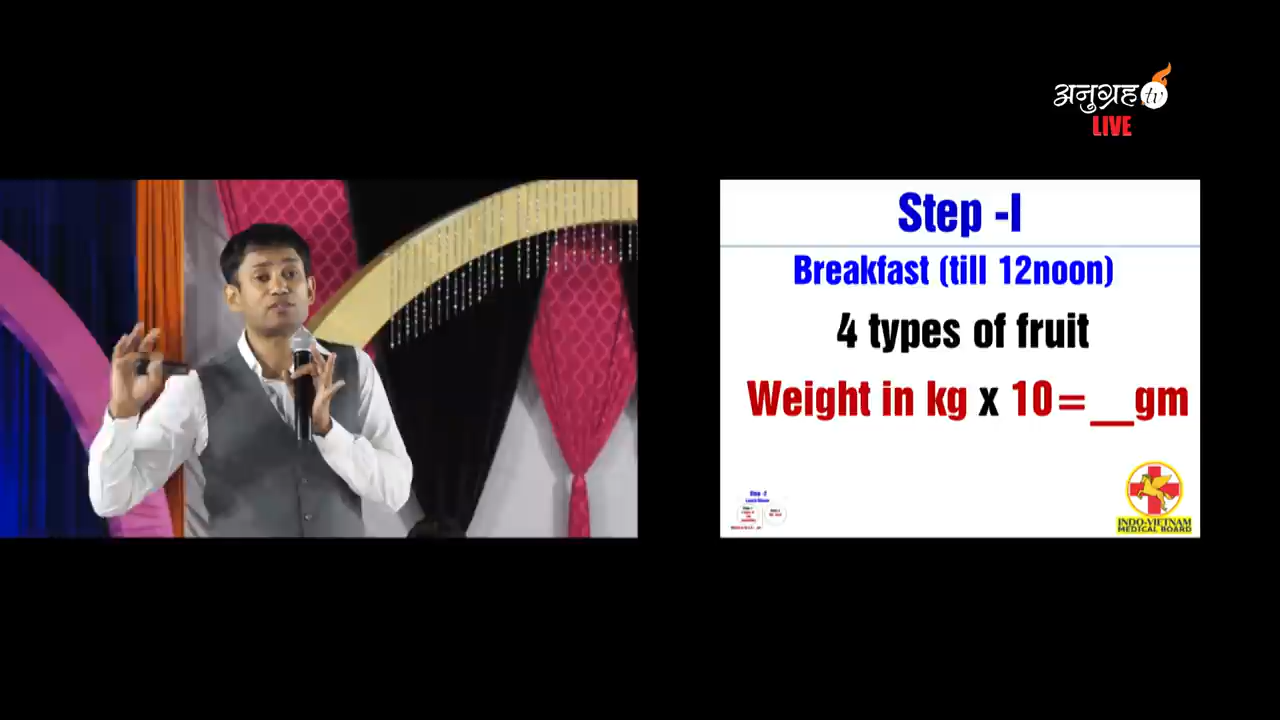 अनुग्रह tv
LIVE
Step -I
Breakfast (till 12noon)
4 types of fruit
Weight in kg x 10=__gm
INDO-VIETNAM
MEDICAL BOARD